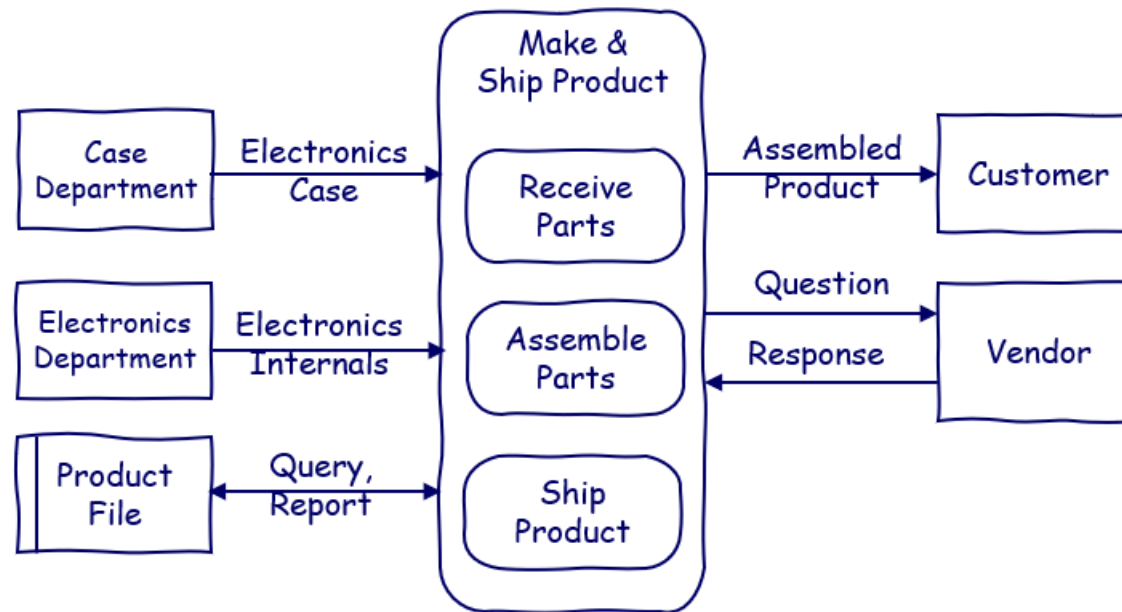 Make &
Ship Product
Case
Department
Electronics
Case
Receive
Parts
Assembled
Product
Customer
Electronics
Department
Electronics
Internals
Assemble
Parts
Question
Response
Vendor
Product
File
Query,
Report
Ship
Product